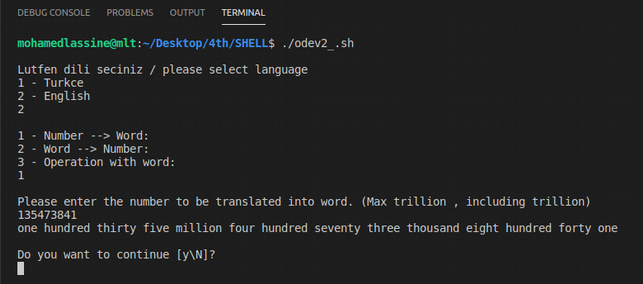 DEBUG CONSOLE PROBLEMS OUTPUT TERMINAL
mohamedlassine@mlt:~/Desktop/4th/SHELL$ ./odev2_.sh
Lutfen dili seciniz / please select language
1 - Turkce
2 - English
2
1 - Number --> Word:
2 - Word --> Number:
3 - Operation with word:
1
Please enter the number to be translated into word. (Max trillion , including trillion)
135473841
one hundred thirty five million four hundred seventy three thousand eight hundred forty one
Do you want to continue [y\N]?